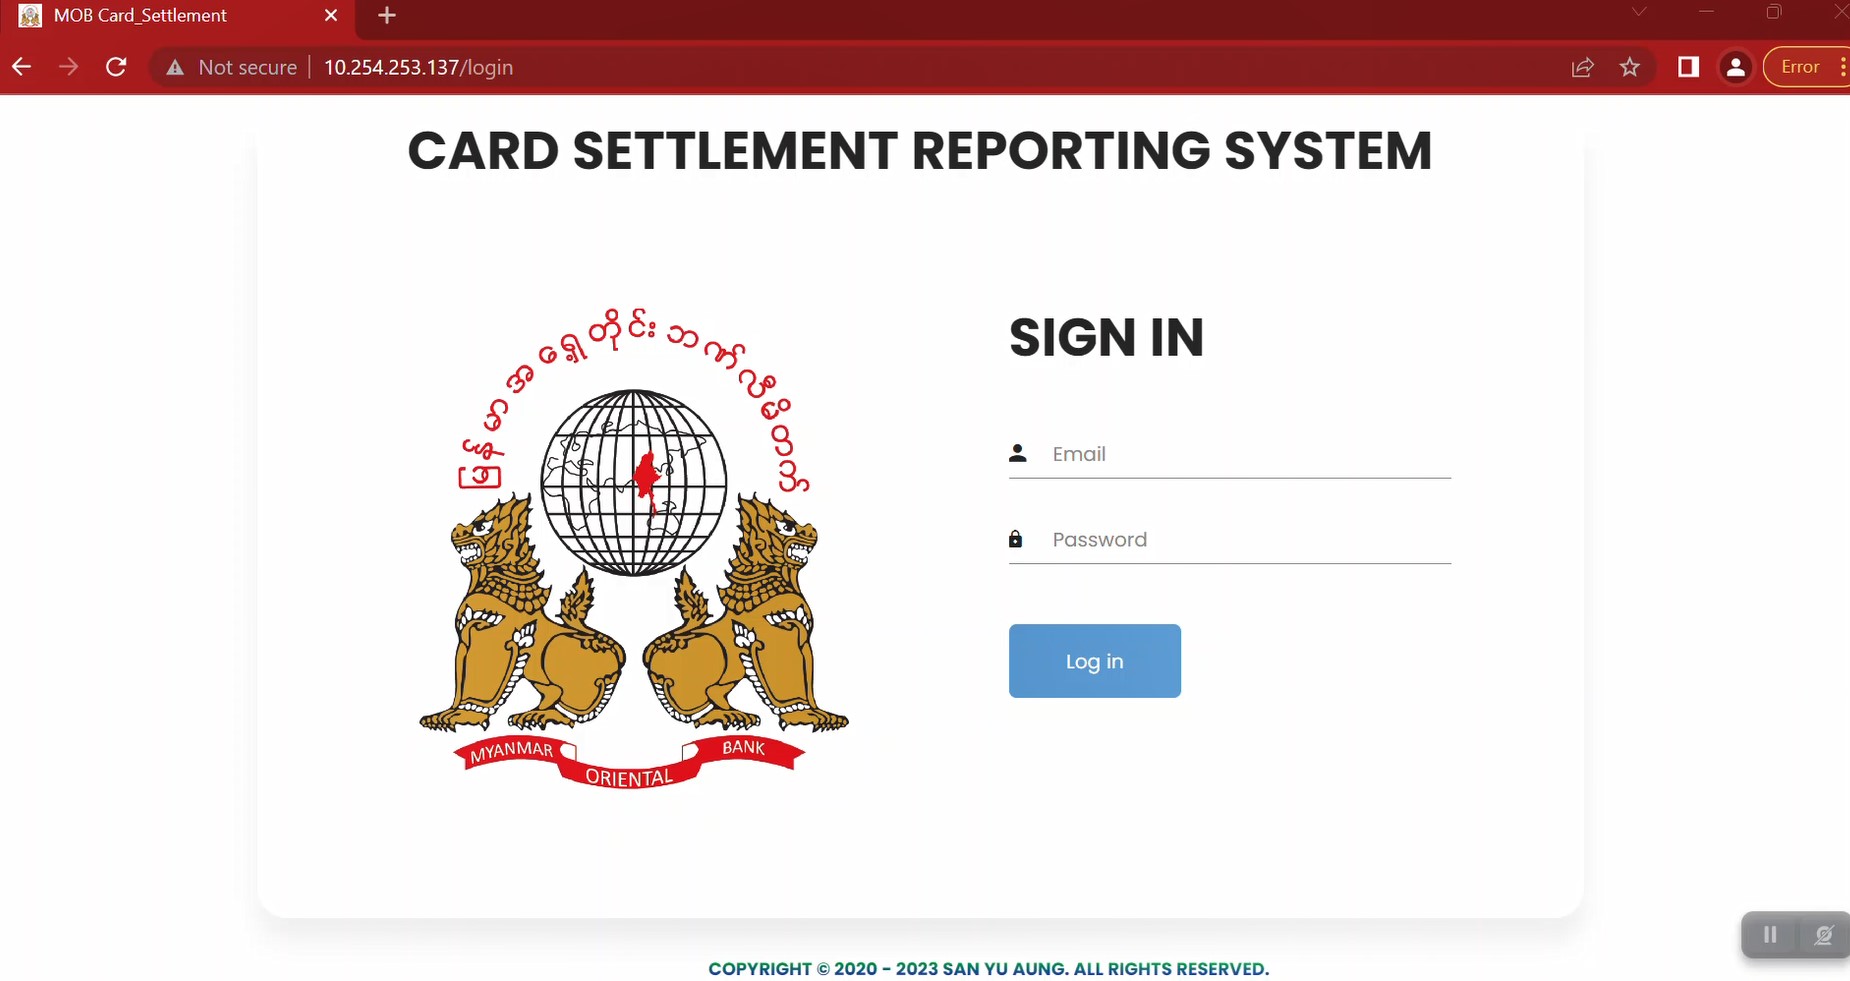 MOB Card_Settlement
Not secure
10.254.253.137/login
Error
CARD SETTLEMENT REPORTING SYSTEM
မြန်မာအရှေ့တိုင်းဘဏ်လီမိတက်
MYANMAR ORIENTAL BANK
SIGN IN
Email
Password
Log in
COPYRIGHT © 2020 - 2023 SAN YU AUNG. ALL RIGHTS RESERVED.